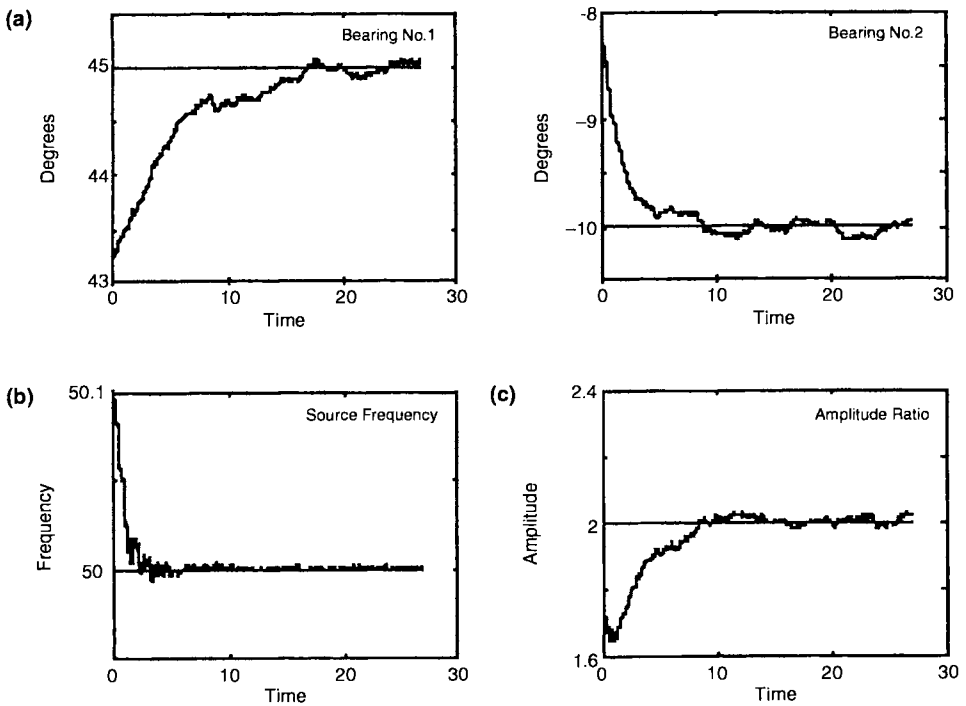 (a)
Bearing No.1
45
44
43
Degrees
0 10 20 30
Time
Bearing No.2
-8
-9
-10
Degrees
0 10 20 30
Time
(b)
Source Frequency
50.1
50
Frequency
0 10 20 30
Time
(c)
Amplitude Ratio
2.4
2
1.6
Amplitude
0 10 20 30
Time